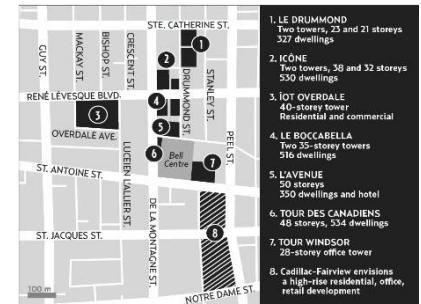 STE. CATHERINE ST.
GUY ST.
MACKAY ST.
BISHOP ST.
CRESCENT ST.
DRUMMOND ST.
STANLEY ST.
PEEL ST.
RENÉ LÉVESQUE BLVD.
OVERDALE AVE.
LUCIEN L'ALLIER ST.
DE LA MONTAGNE ST.
Bell
Centre
ST. ANTOINE ST.
ST. JACQUES ST.
NOTRE DAME ST.
100 m
1
2
3
4
5
6
7
8
1. LE DRUMMOND
Two towers, 23 and 21 storeys
327 dwellings
2. ICÔNE
Two towers, 38 and 32 storeys
530 dwellings
3. ÎOT OVERDALE
40-storey tower
Residential and commercial
4. LE BOCCABELLA
Two 35-storey towers
516 dwellings
5. L'AVENUE
50 storeys
350 dwellings and hotel
6. TOUR DES CANADIENS
48 storeys, 534 dwellings
7. TOUR WINDSOR
28-storey office tower
8. Cadillac-Fairview envisions
a high-rise residential, office,
retail development